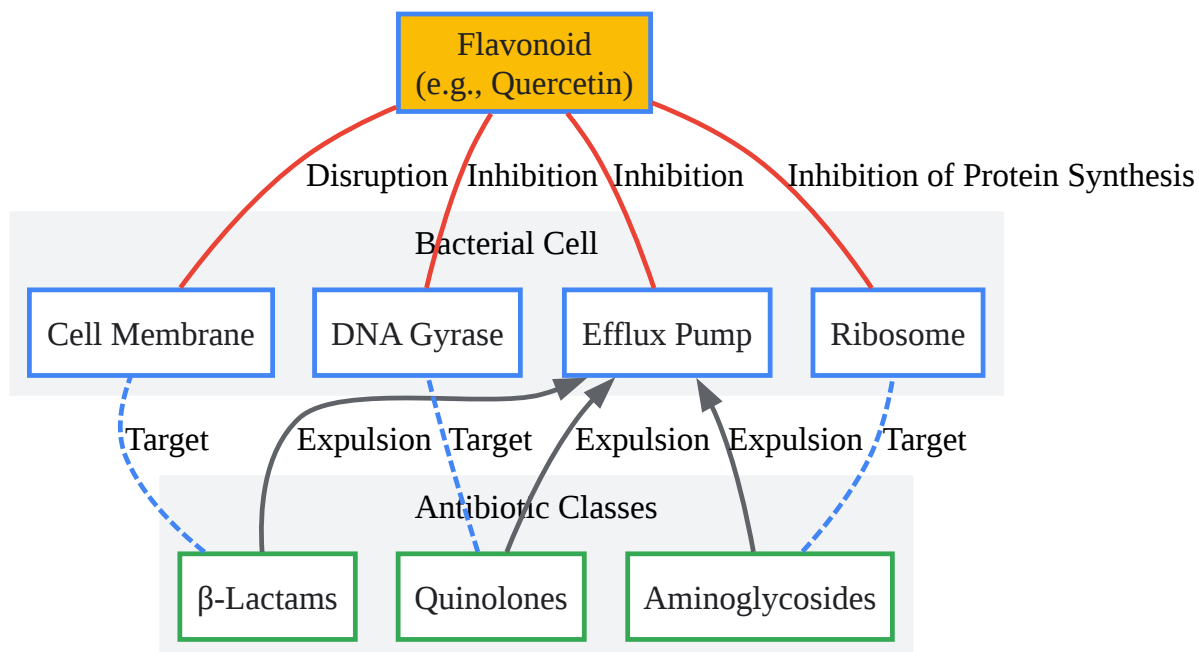 Flavonoid
(e.g., Quercetin)
Disruption
Inhibition
Inhibition
Inhibition of Protein Synthesis
Bacterial Cell
Cell Membrane
DNA Gyrase
Efflux Pump
Ribosome
Target
Expulsion
Target
Expulsion
Expulsion
Target
Antibiotic Classes
β-Lactams
Quinolones
Aminoglycosides